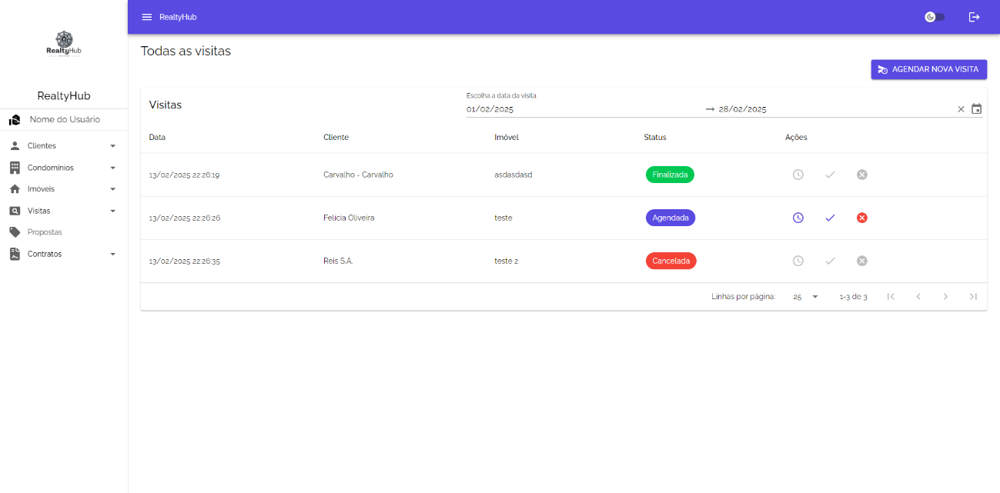 RealtyHub
RealtyHub
RealtyHub
Nome do Usuário
Clientes
Condomínios
Imóveis
Visitas
Propostas
Contratos
Todas as visitas
AGENDAR NOVA VISITA
Visitas
Escolha a data da visita
01/02/2025 → 28/02/2025
Data Cliente Imóvel Status Ações
13/02/2025 22:26:19 Carvalho - Carvalho asdasdasd Finalizada
13/02/2025 22:26:26 Felícia Oliveira teste Agendada
13/02/2025 22:26:35 Reis S.A. teste 2 Cancelada
Linhas por página: 25 1-3 de 3